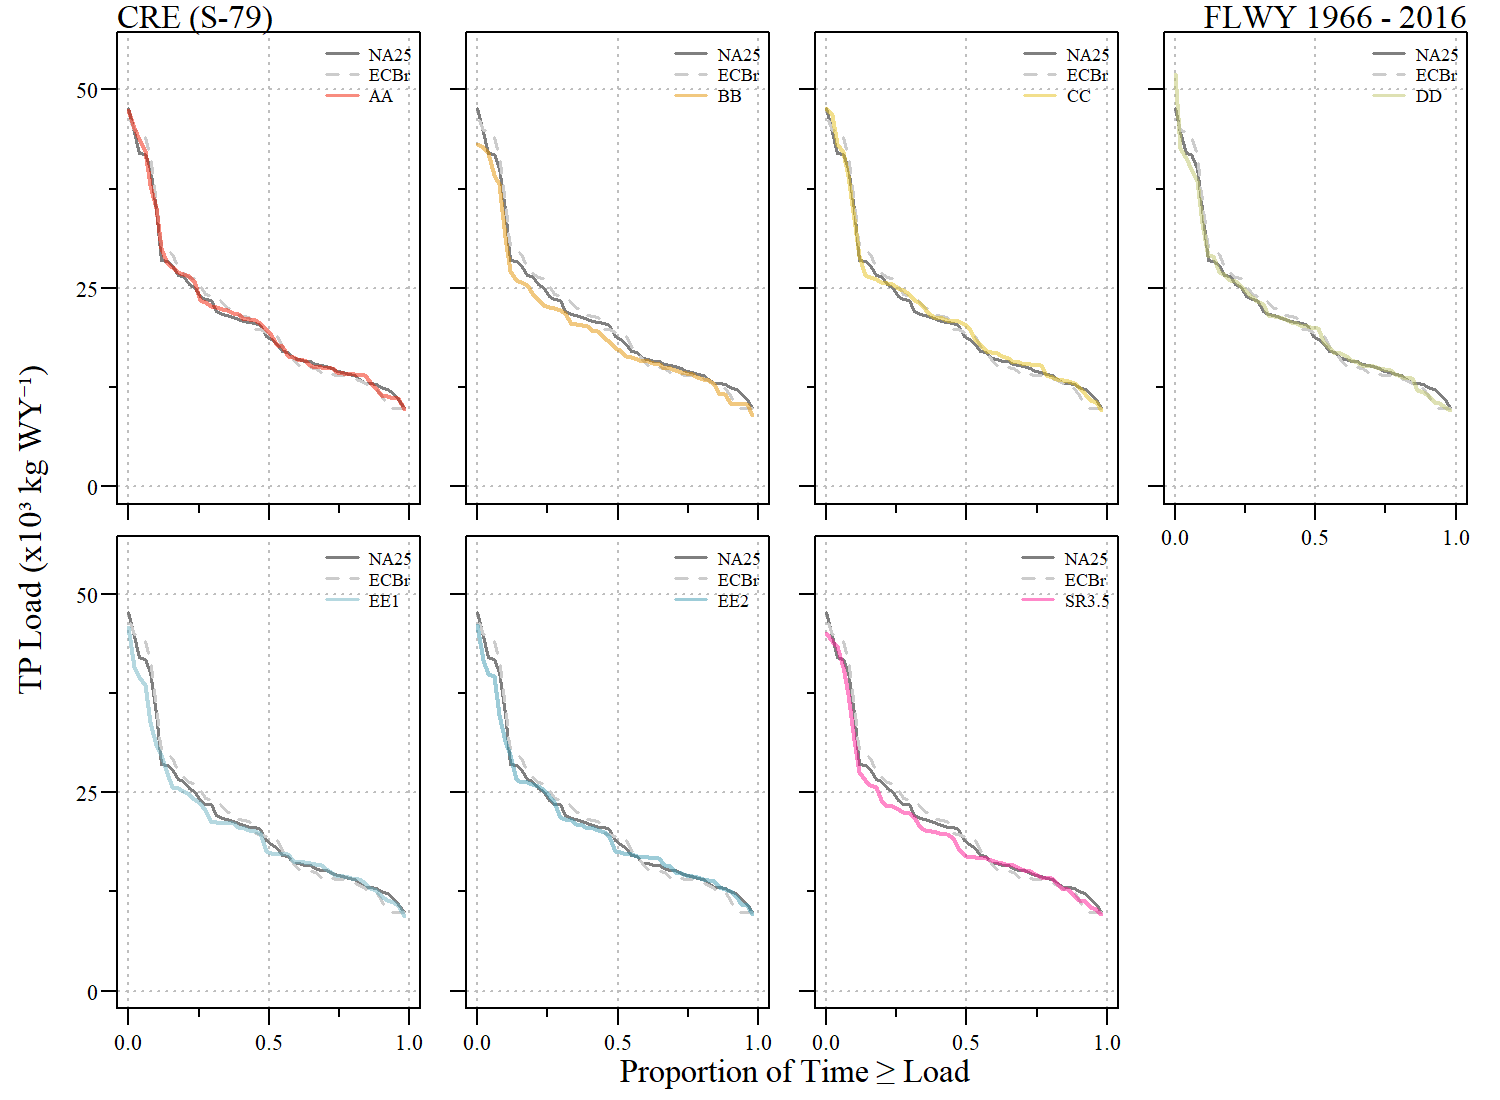 CRE (S-79)
FLWY 1966 - 2016
NA25
ECBr
AA
NA25
ECBr
BB
NA25
ECBr
CC
NA25
ECBr
DD
50
25
0
0.0 0.5 1.0
NA25
ECBr
EE1
NA25
ECBr
EE2
NA25
ECBr
SR3.5
50
25
0
0.0 0.5 1.0
0.0 0.5 1.0
0.0 0.5 1.0
TP Load (x10³ kg WY⁻¹)
Proportion of Time ≥ Load